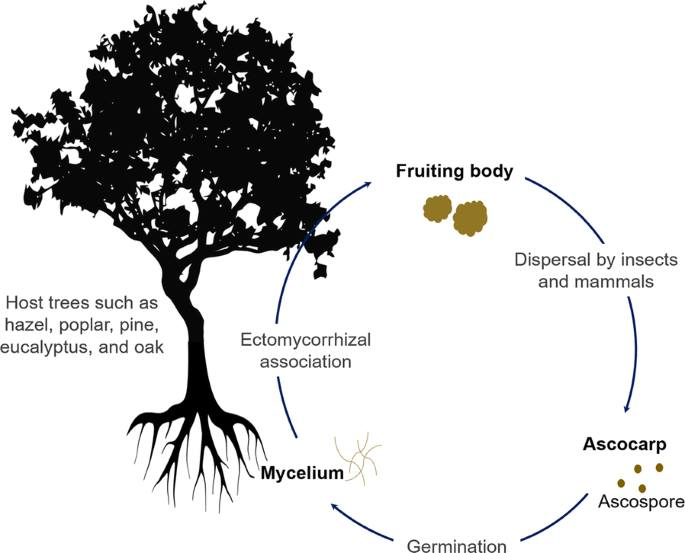 Fruiting body
Dispersal by insects
and mammals
Host trees such as
hazel, poplar, pine,
eucalyptus, and oak
Ectomycorrhizal
association
Ascocarp
Ascospore
Mycelium
Germination